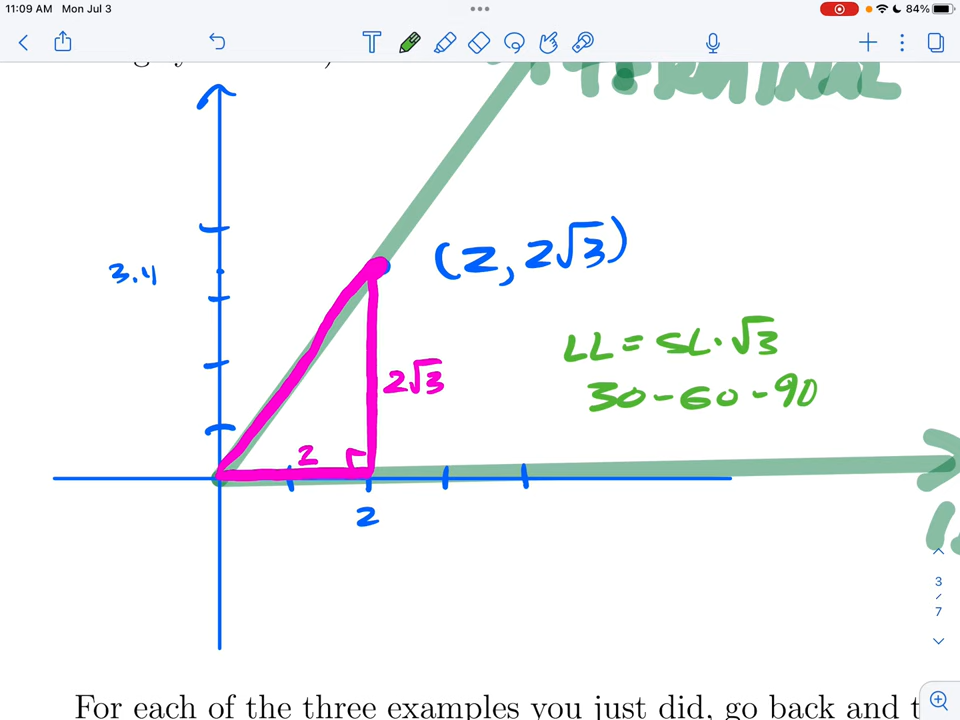 11:09 AM Mon Jul 3
84%
T
TERMINAL
(2, 2√3)
3.4
LL = SL·√3
2√3
30-60-90
2
2
3
/
7
For each of the three examples you just did, go back and t